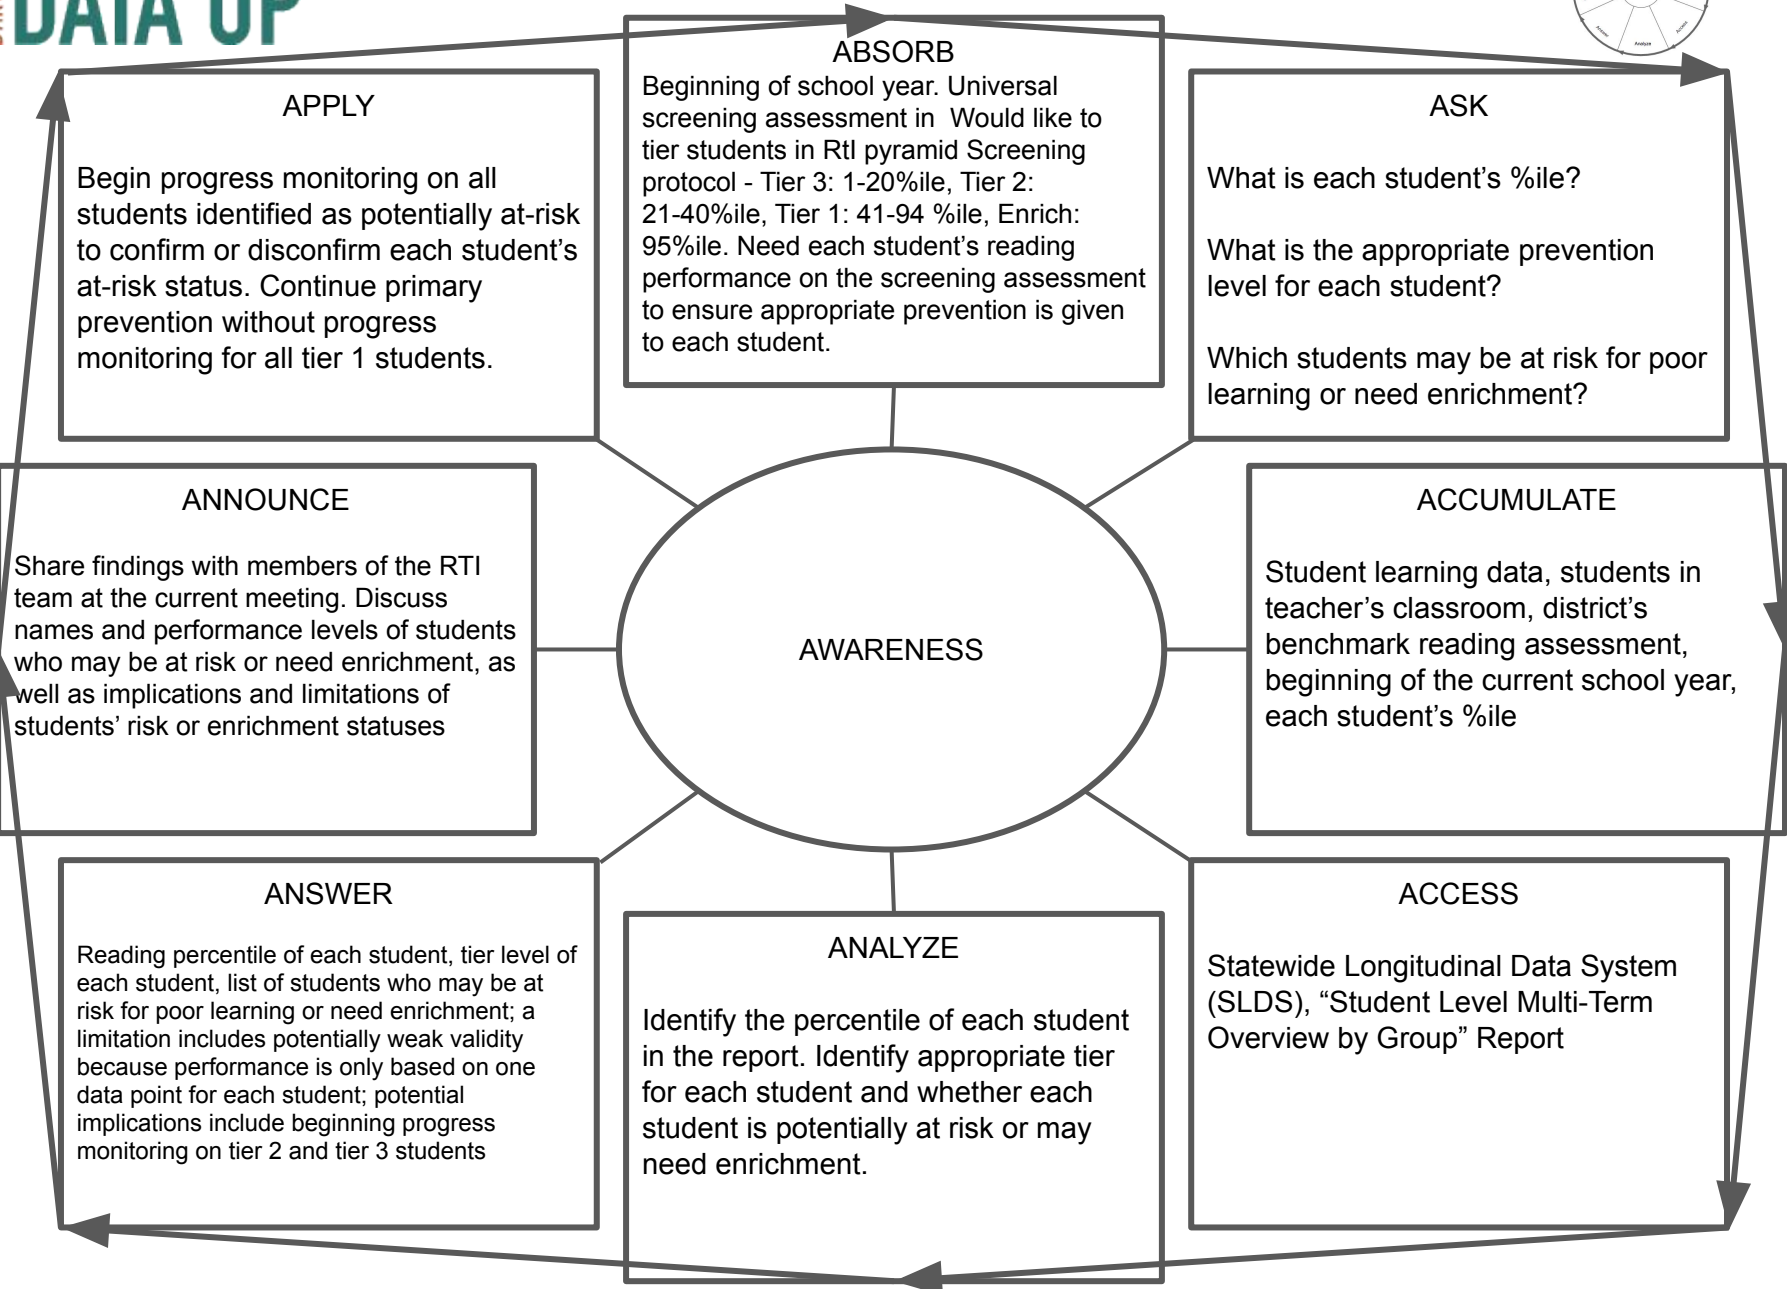 DATA UP
ABSORB
Beginning of school year. Universal
screening assessment in  Would like to
tier students in RtI pyramid Screening
protocol - Tier 3: 1-20%ile, Tier 2:
21-40%ile, Tier 1: 41-94 %ile, Enrich:
95%ile. Need each student’s reading
performance on the screening assessment
to ensure appropriate prevention is given
to each student.
ASK
What is each student’s %ile?
What is the appropriate prevention
level for each student?
Which students may be at risk for poor
learning or need enrichment?
ACCUMULATE
Student learning data, students in
teacher’s classroom, district’s
benchmark reading assessment,
beginning of the current school year,
each student’s %ile
ACCESS
Statewide Longitudinal Data System
(SLDS), “Student Level Multi-Term
Overview by Group” Report
ANALYZE
Identify the percentile of each student
in the report. Identify appropriate tier
for each student and whether each
student is potentially at risk or may
need enrichment.
ANSWER
Reading percentile of each student, tier level of
each student, list of students who may be at
risk for poor learning or need enrichment; a
limitation includes potentially weak validity
because performance is only based on one
data point for each student; potential
implications include beginning progress
monitoring on tier 2 and tier 3 students
ANNOUNCE
Share findings with members of the RTI
team at the current meeting. Discuss
names and performance levels of students
who may be at risk or need enrichment, as
well as implications and limitations of
students’ risk or enrichment statuses
APPLY
Begin progress monitoring on all
students identified as potentially at-risk
to confirm or disconfirm each student’s
at-risk status. Continue primary
prevention without progress
monitoring for all tier 1 students.
AWARENESS
Analyze